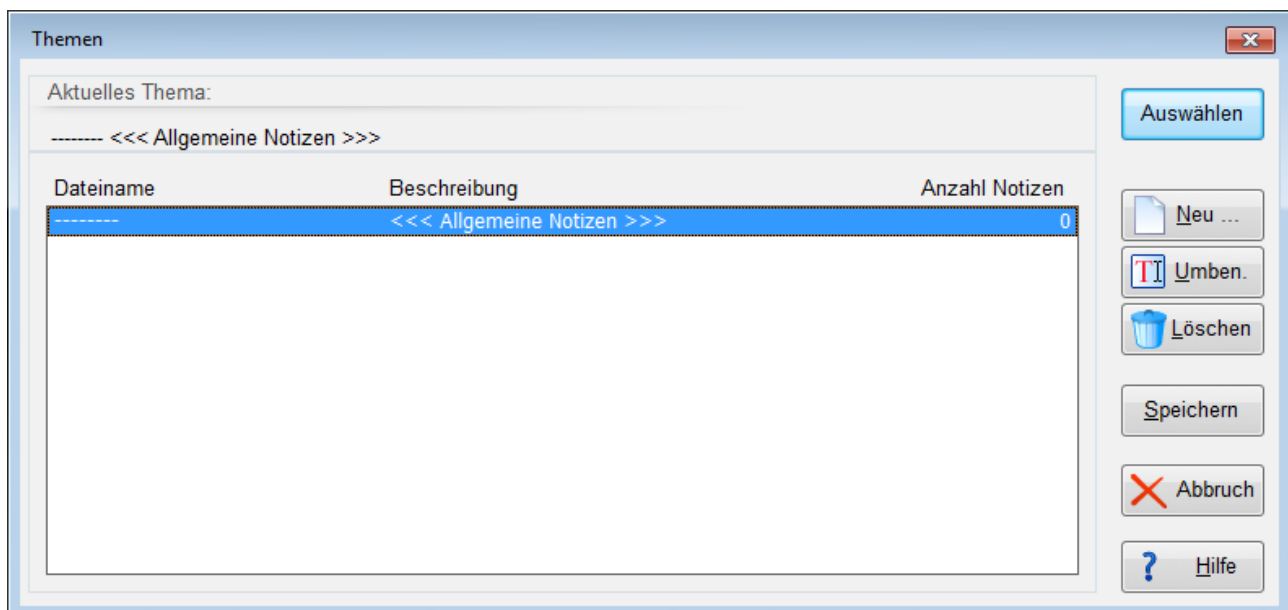 Themen
Aktuelles Thema:
-------- <<< Allgemeine Notizen >>>
Dateiname Beschreibung Anzahl Notizen
-------- <<< Allgemeine Notizen >>> 0
Auswählen
Neu ...
Umben.
Löschen
Speichern
Abbruch
Hilfe